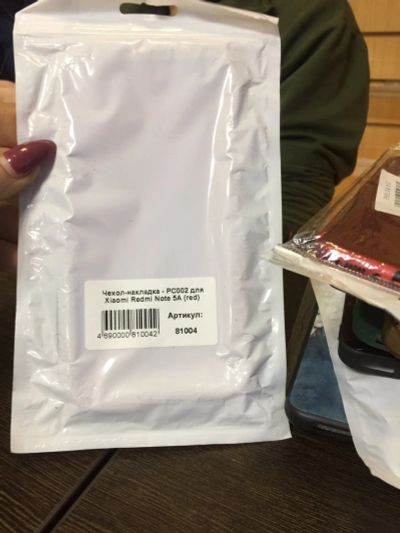 Чехол-накладка - PC002 для
Xiaomi Redmi Note 5A (red)
Артикул:
81004
4 690000 810042